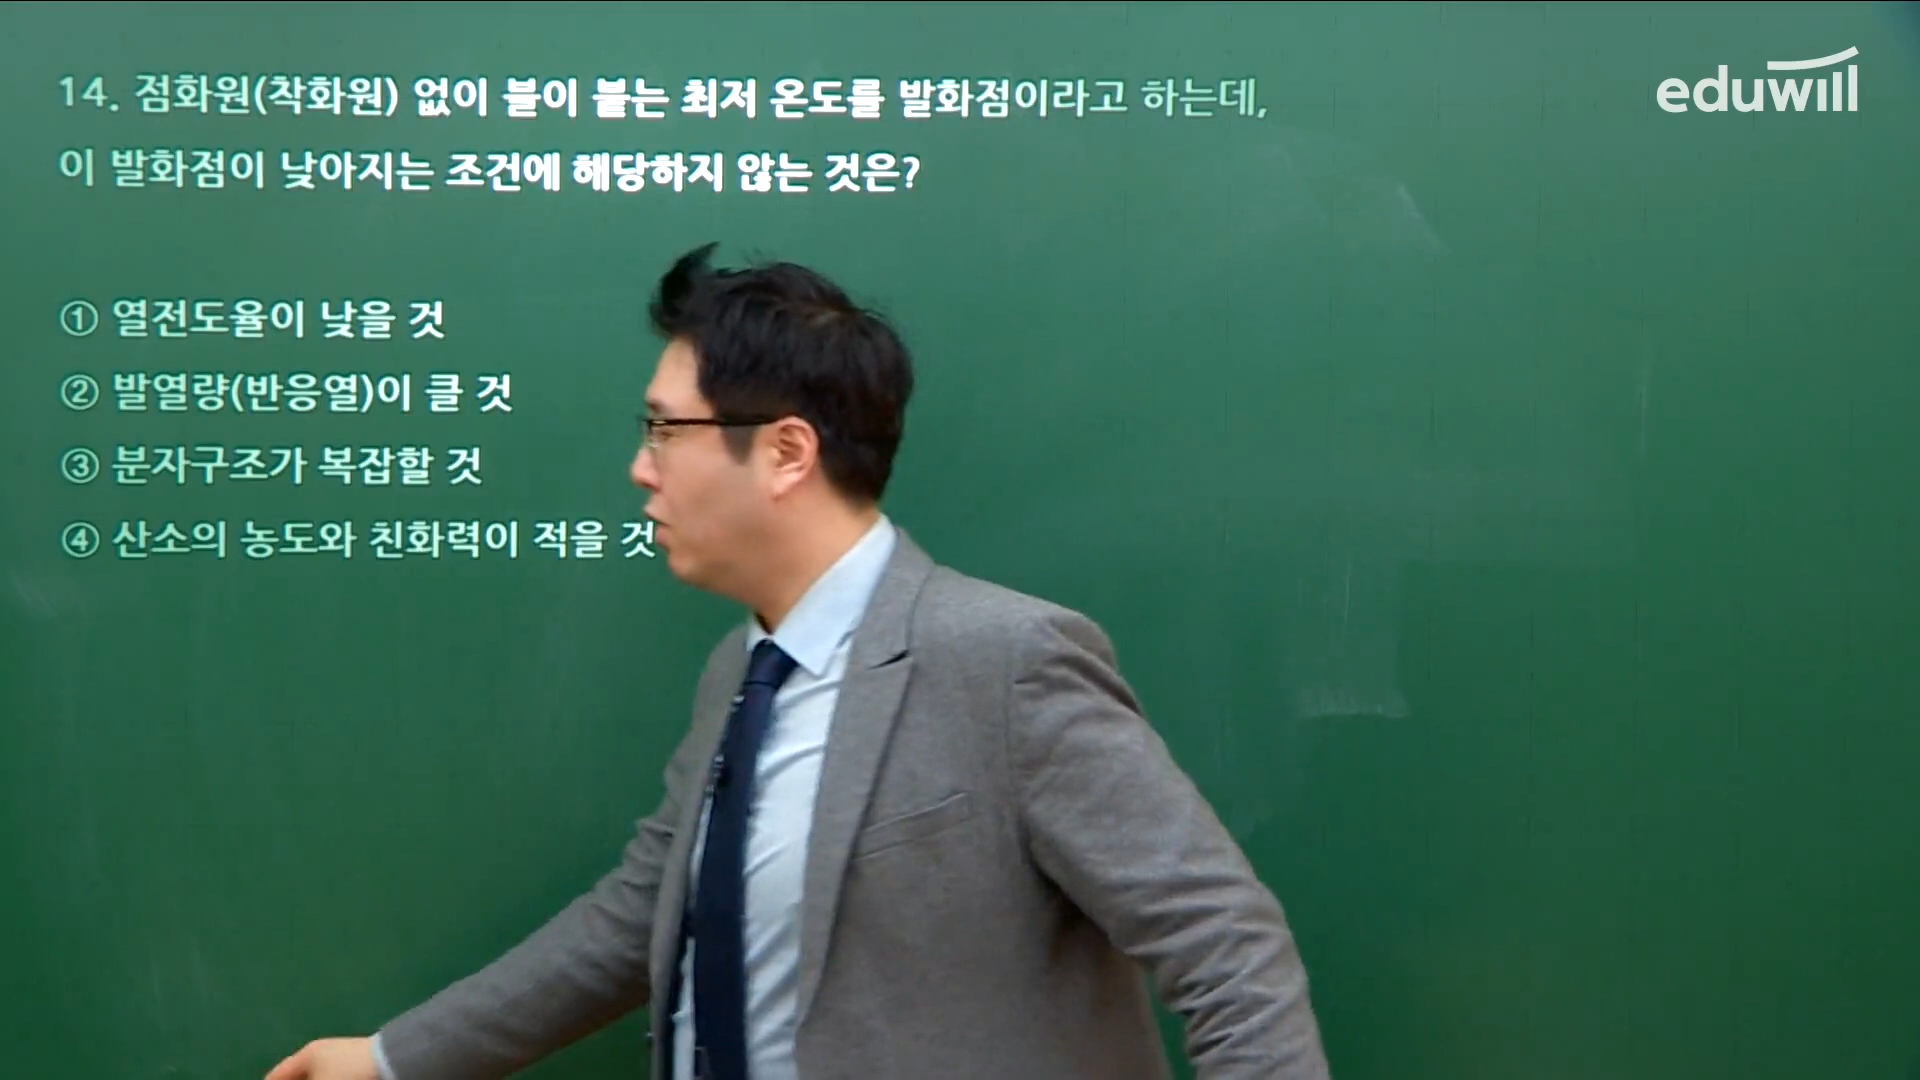 eduwill
14. 점화원(착화원) 없이 불이 붙는 최저 온도를 발화점이라고 하는데,
이 발화점이 낮아지는 조건에 해당하지 않는 것은?
① 열전도율이 낮을 것
② 발열량(반응열)이 클 것
③ 분자구조가 복잡할 것
④ 산소의 농도와 친화력이 적을 것